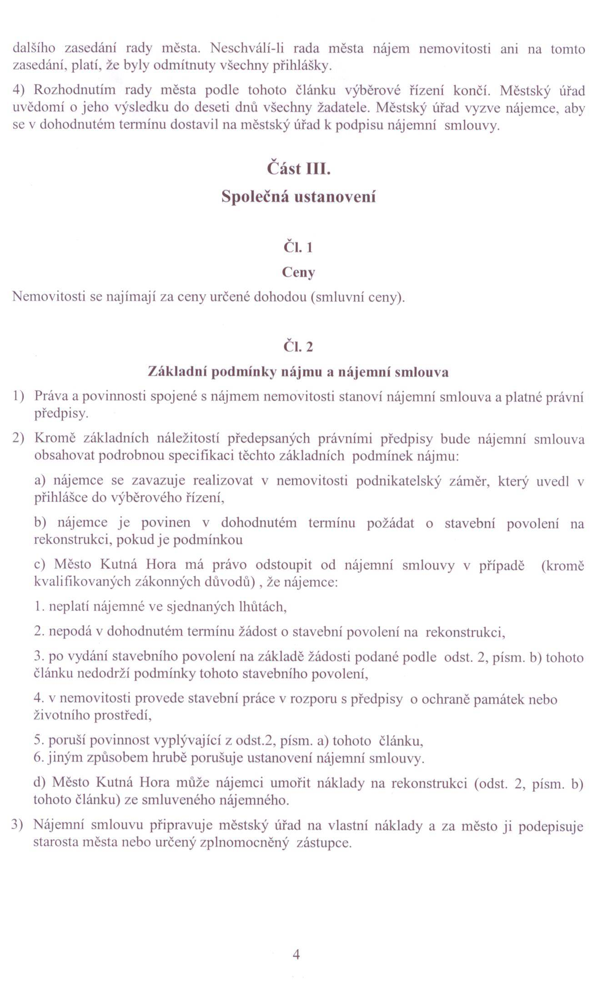 dalšího zasedání rady města. Neschválí-li rada města nájem nemovitosti ani na tomto
zasedání, platí, že byly odmítnuty všechny přihlášky.
4) Rozhodnutím rady města podle tohoto článku výběrové řízení končí. Městský úřad
uvědomí o jeho výsledku do deseti dnů všechny žadatele. Městský úřad vyzve nájemce, aby
se v dohodnutém termínu dostavil na městský úřad k podpisu nájemní smlouvy.
Část III.
Společná ustanovení
Čl. 1
Ceny
Nemovitosti se najímají za ceny určené dohodou (smluvní ceny).
Čl. 2
Základní podmínky nájmu a nájemní smlouva
1) Práva a povinnosti spojené s nájmem nemovitosti stanoví nájemní smlouva a platné právní
předpisy.
2) Kromě základních náležitostí předepsaných právními předpisy bude nájemní smlouva
obsahovat podrobnou specifikaci těchto základních podmínek nájmu:
a) nájemce se zavazuje realizovat v nemovitosti podnikatelský záměr, který uvedl v
přihlášce do výběrového řízení,
b) nájemce je povinen v dohodnutém termínu požádat o stavební povolení na
rekonstrukci, pokud je podmínkou
c) Město Kutná Hora má právo odstoupit od nájemní smlouvy v případě (kromě
kvalifikovaných zákonných důvodů) , že nájemce:
1. neplatí nájemné ve sjednaných lhůtách,
2. nepodá v dohodnutém termínu žádost o stavební povolení na rekonstrukci,
3. po vydání stavebního povolení na základě žádosti podané podle odst. 2, písm. b) tohoto
článku nedodrží podmínky tohoto stavebního povolení,
4. v nemovitosti provede stavební práce v rozporu s předpisy o ochraně památek nebo
životního prostředí,
5. poruší povinnost vyplývající z odst.2, písm. a) tohoto článku,
6. jiným způsobem hrubě porušuje ustanovení nájemní smlouvy.
d) Město Kutná Hora může nájemci umořit náklady na rekonstrukci (odst. 2, písm. b)
tohoto článku) ze smluveného nájemného.
3) Nájemní smlouvu připravuje městský úřad na vlastní náklady a za město ji podepisuje
starosta města nebo určený zplnomocněný zástupce.
4